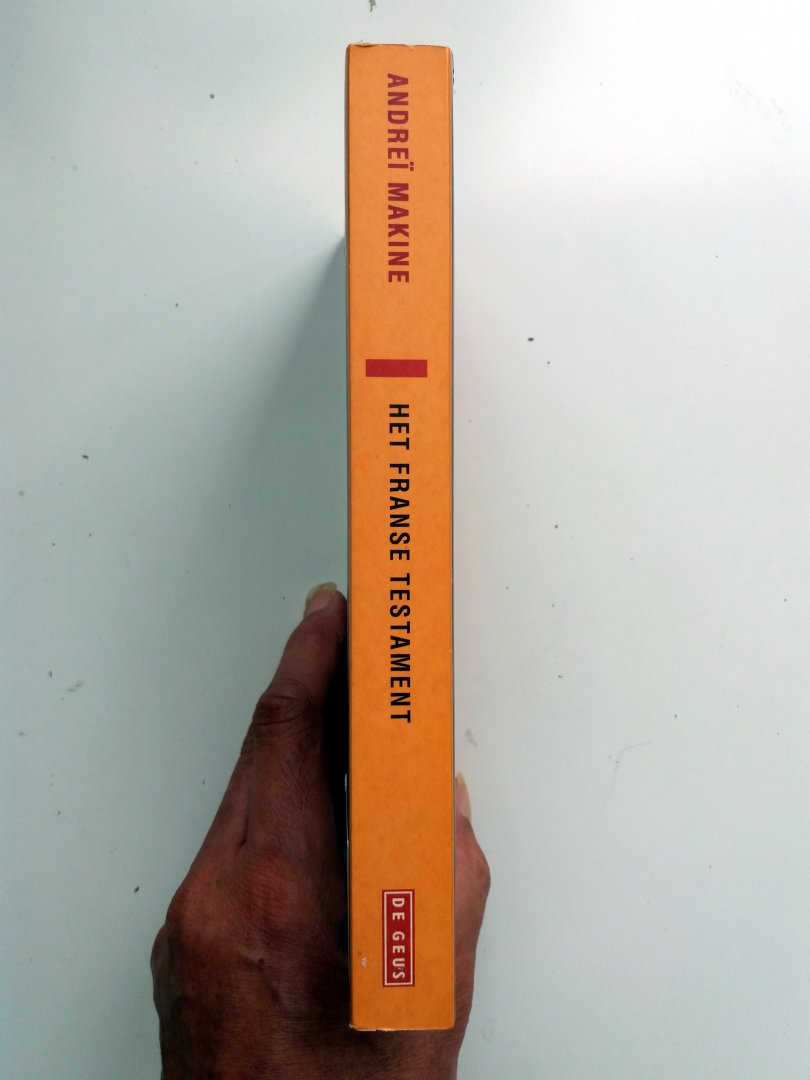 ANDREÏ MAKINE
HET FRANSE TESTAMENT
DE GEUS